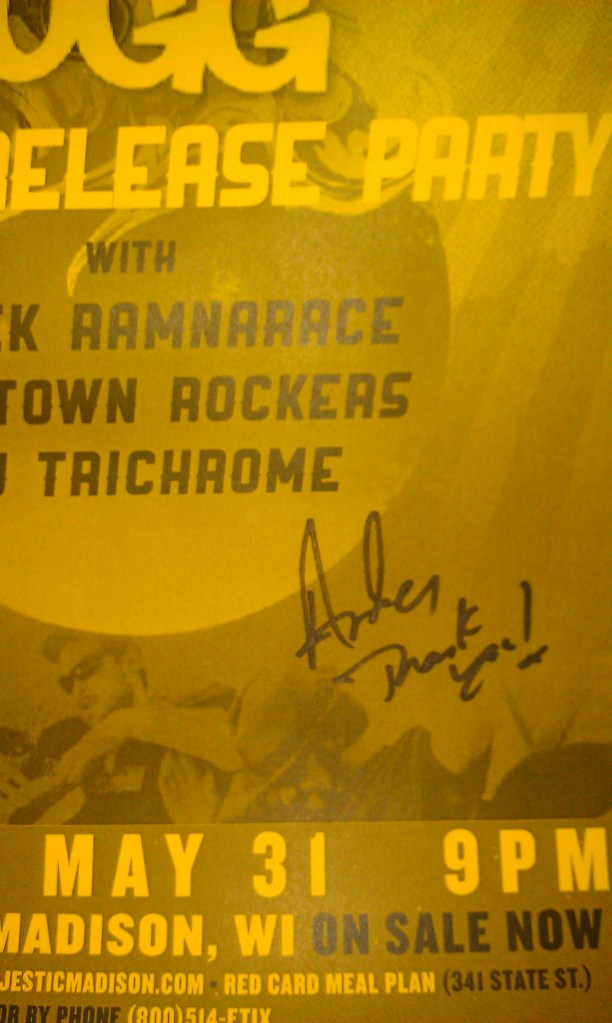 OGG
RELEASE PARTY
WITH
EK RAMNARACE
TOWN ROCKERS
J TRICHROME
Thank
you!
MAY 31 9PM
MADISON, WI ON SALE NOW
JESTICMADISON.COM • RED CARD MEAL PLAN (341 STATE ST.)
OR BY PHONE (800)514-ETIX